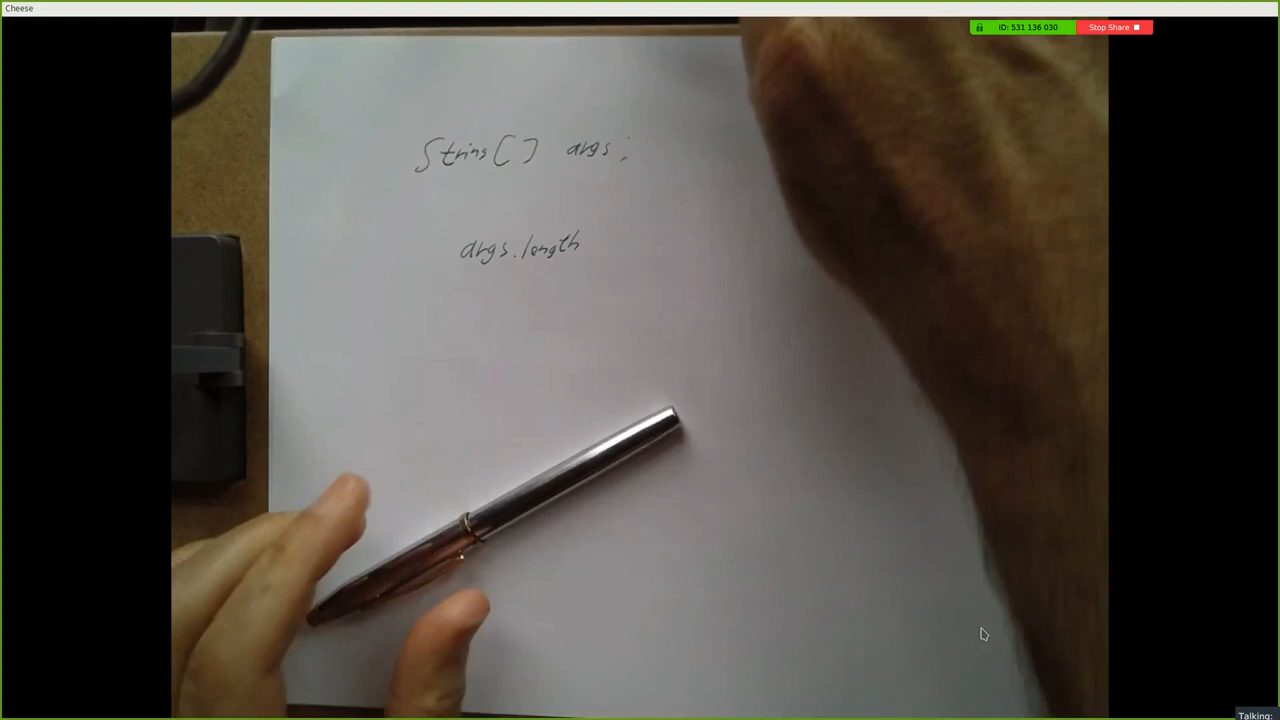 Cheese
ID: 531 136 030
Stop Share
String[] args;
args.length
Talking: